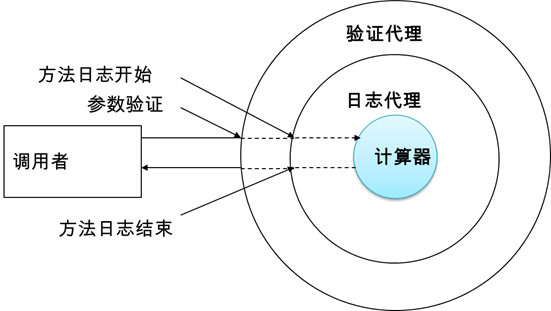 验证代理
方法日志开始
日志代理
参数验证
调用者
计算器
方法日志结束